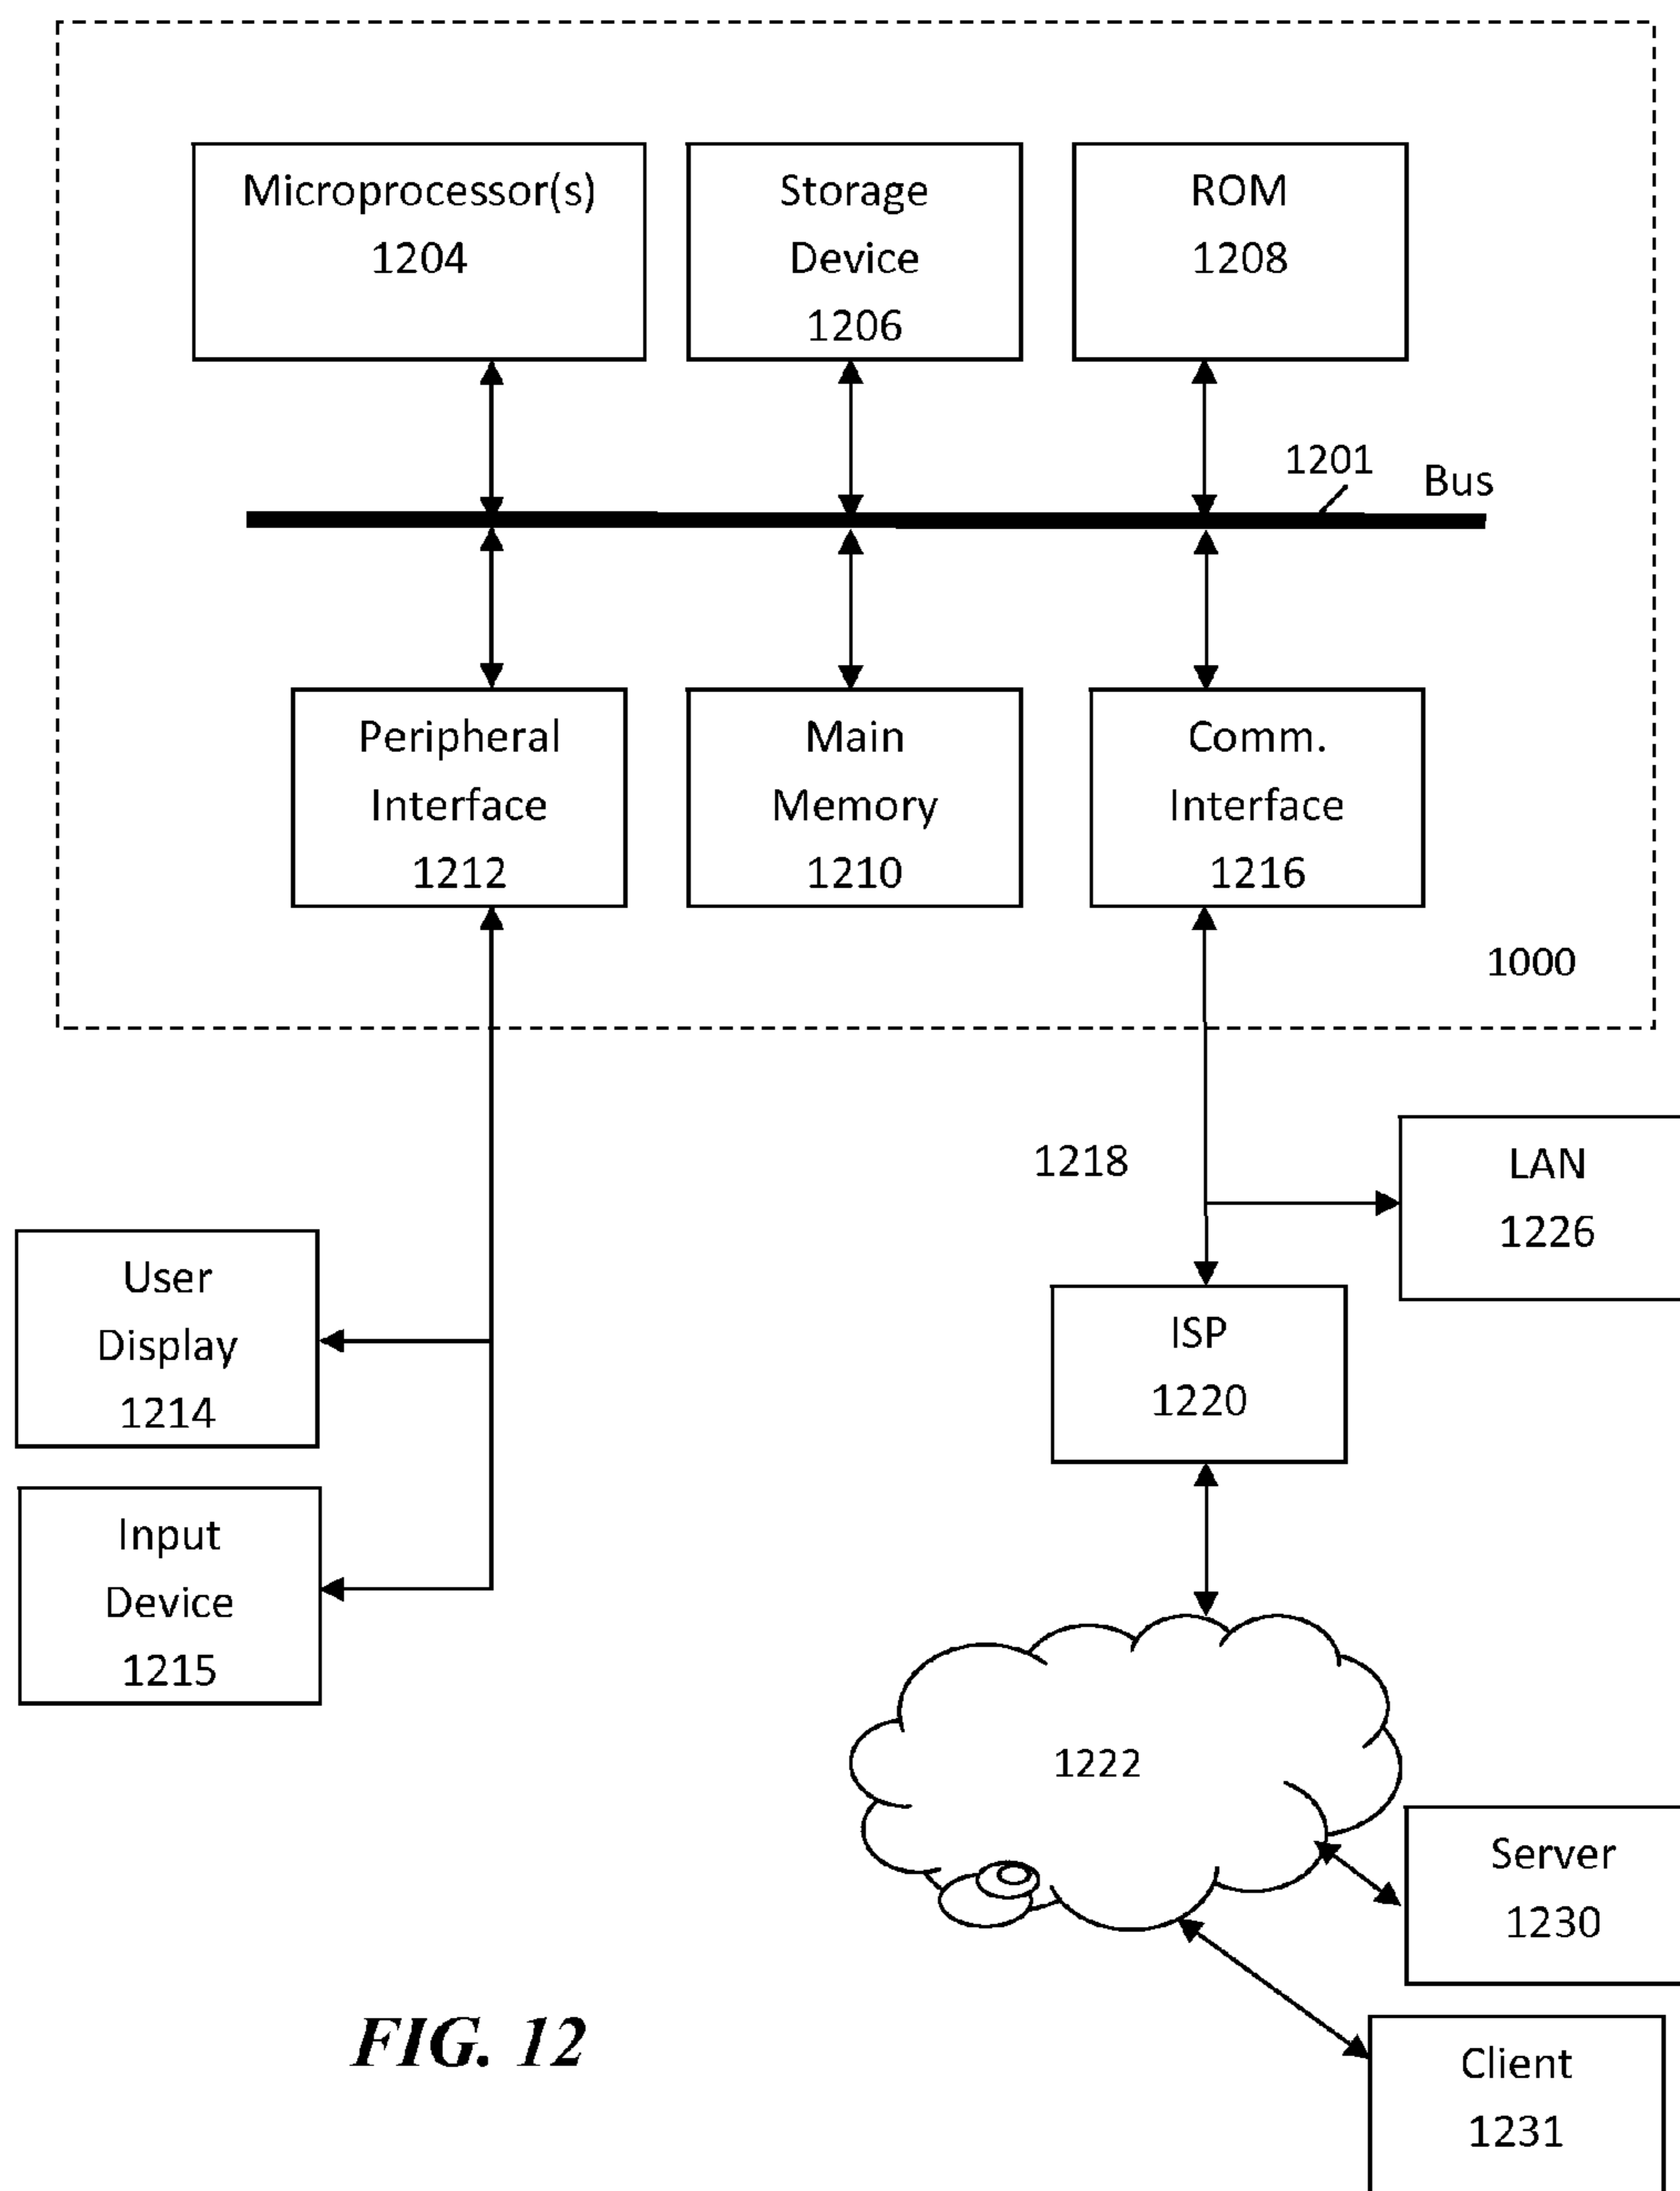 Microprocessor(s)
1204
Storage
Device
1206
ROM
1208
1201
Bus
Peripheral
Interface
1212
Main
Memory
1210
Comm.
Interface
1216
1000
1218
LAN
1226
User
Display
1214
ISP
1220
Input
Device
1215
1222
Server
1230
FIG. 12
Client
1231